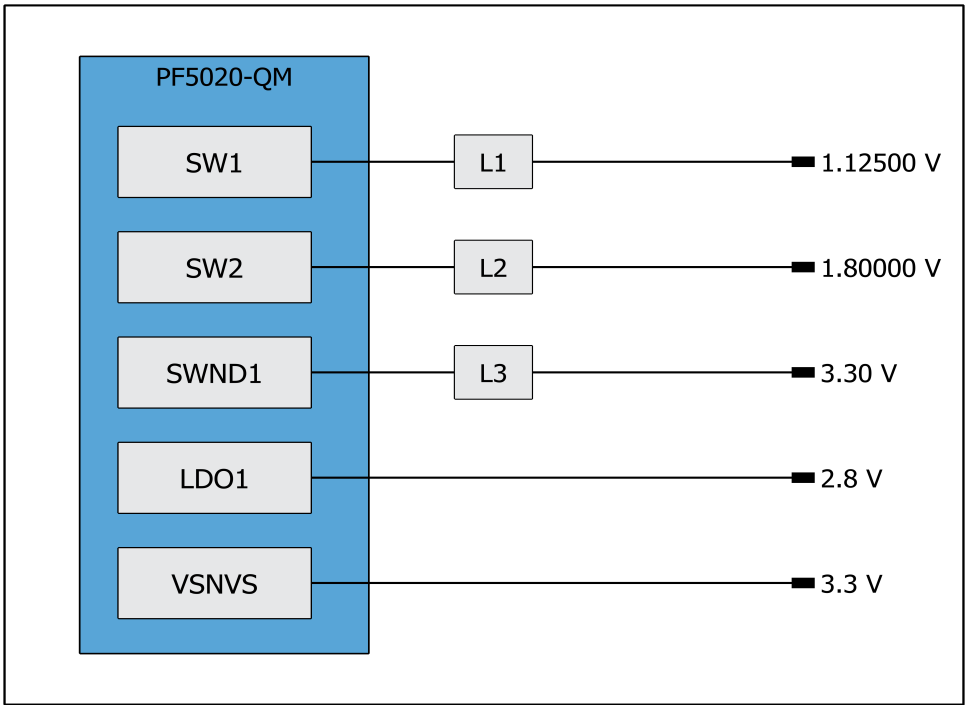 PF5020-QM
SW1
L1
1.12500 V
SW2
L2
1.80000 V
SWND1
L3
3.30 V
LDO1
2.8 V
VSNVS
3.3 V